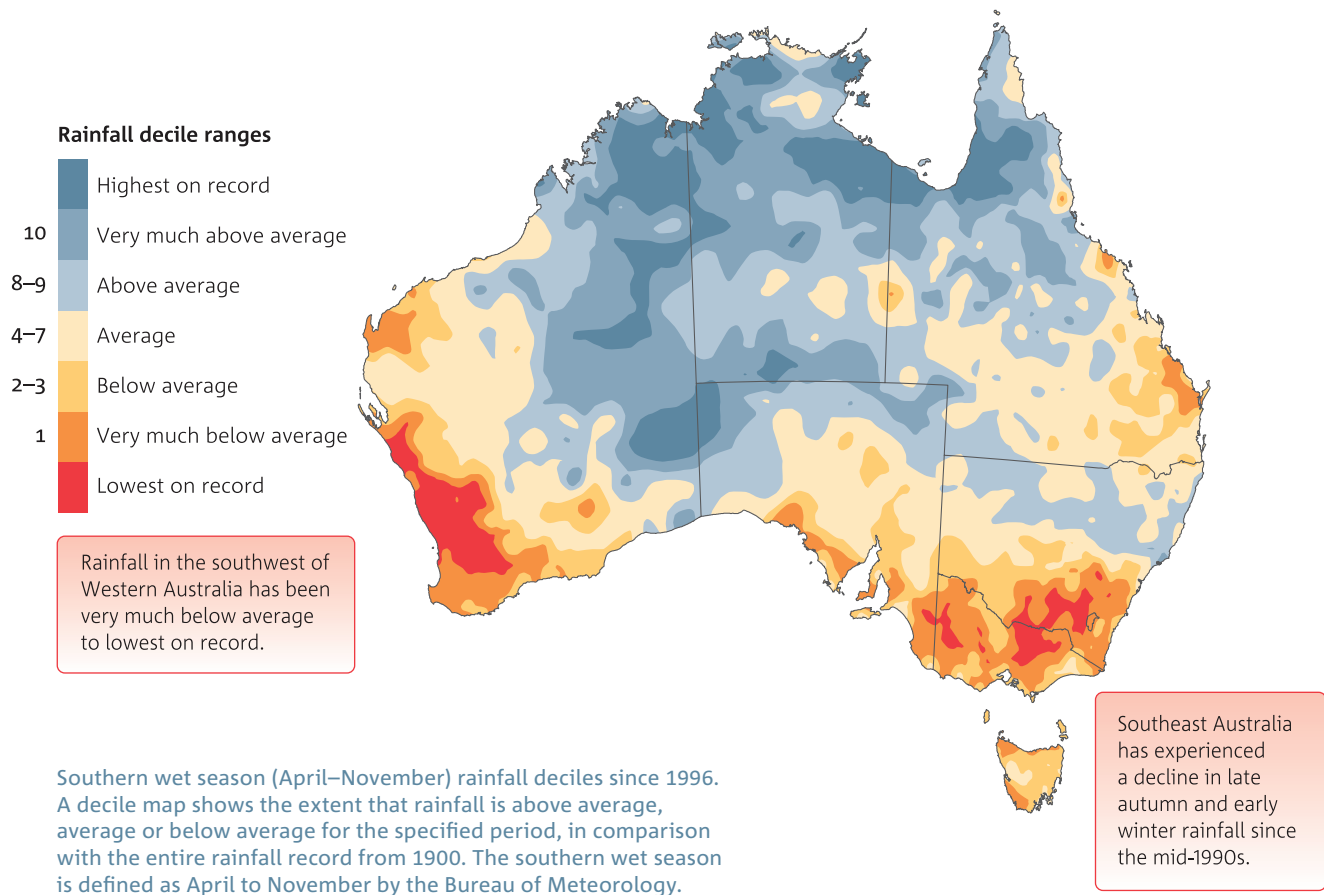 Rainfall decile ranges
Highest on record
10 Very much above average
8–9 Above average
4–7 Average
2–3 Below average
1 Very much below average
Lowest on record
Rainfall in the southwest of
Western Australia has been
very much below average
to lowest on record.
Southeast Australia
has experienced
a decline in late
autumn and early
winter rainfall since
the mid-1990s.
Southern wet season (April–November) rainfall deciles since 1996.
A decile map shows the extent that rainfall is above average,
average or below average for the specified period, in comparison
with the entire rainfall record from 1900. The southern wet season
is defined as April to November by the Bureau of Meteorology.